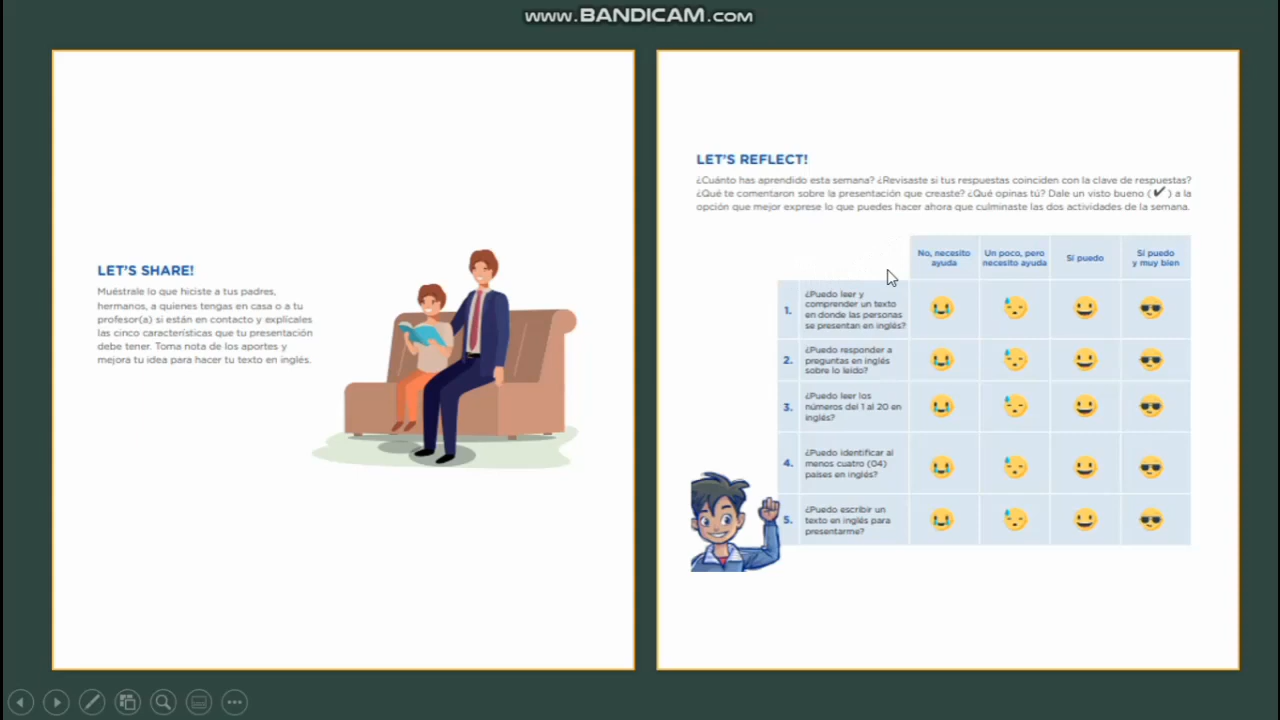 www.BANDICAM.com
LET'S SHARE!
Muéstrale lo que hiciste a tus padres,
hermanos, a quienes tengas en casa o a tu
profesor(a) si están en contacto y explícales
las cinco características que tu presentación
debe tener. Toma nota de los aportes y
mejora tu idea para hacer tu texto en inglés.
LET'S REFLECT!
¿Cuánto has aprendido esta semana? ¿Revisaste si tus respuestas coinciden con la clave de respuestas?
¿Qué te comentaron sobre la presentación que creaste? ¿Qué opinas tú? Dale un visto bueno (✔) a la
opción que mejor exprese lo que puedes hacer ahora que culminaste las dos actividades de la semana.
No, necesito
ayuda
Un poco, pero
necesito ayuda
Sí puedo
Sí puedo
y muy bien
1.
¿Puedo leer y
comprender un texto
en donde las personas
se presentan en inglés?
2.
¿Puedo responder a
preguntas en inglés
sobre lo leído?
3.
¿Puedo leer los
números del 1 al 20 en
inglés?
4.
¿Puedo identificar al
menos cuatro (04)
países en inglés?
5.
¿Puedo escribir un
texto en inglés para
presentarme?